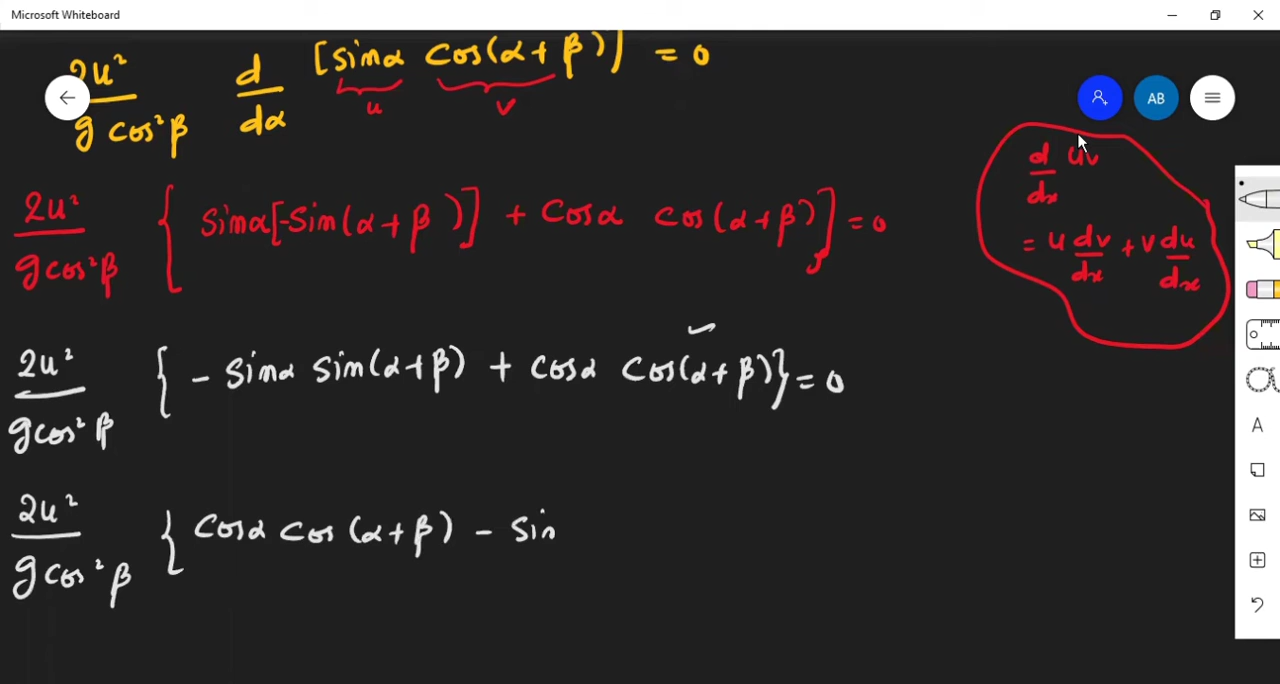 Microsoft Whiteboard
2u²/g cos²β d/dα [sinα cos(α+β)] = 0
u v
AB
d/dx uv
= u dv/dx + v du/dx
2u²/g cos²β { Sinα[-Sin(α+β)] + Cosα cos(α+β)} = 0
2u²/g cos²β { - Sinα Sin(α+β) + Cosα Cos(α+β)} = 0
2u²/g cos²β { Cosα Cos(α+β) - Sin
A